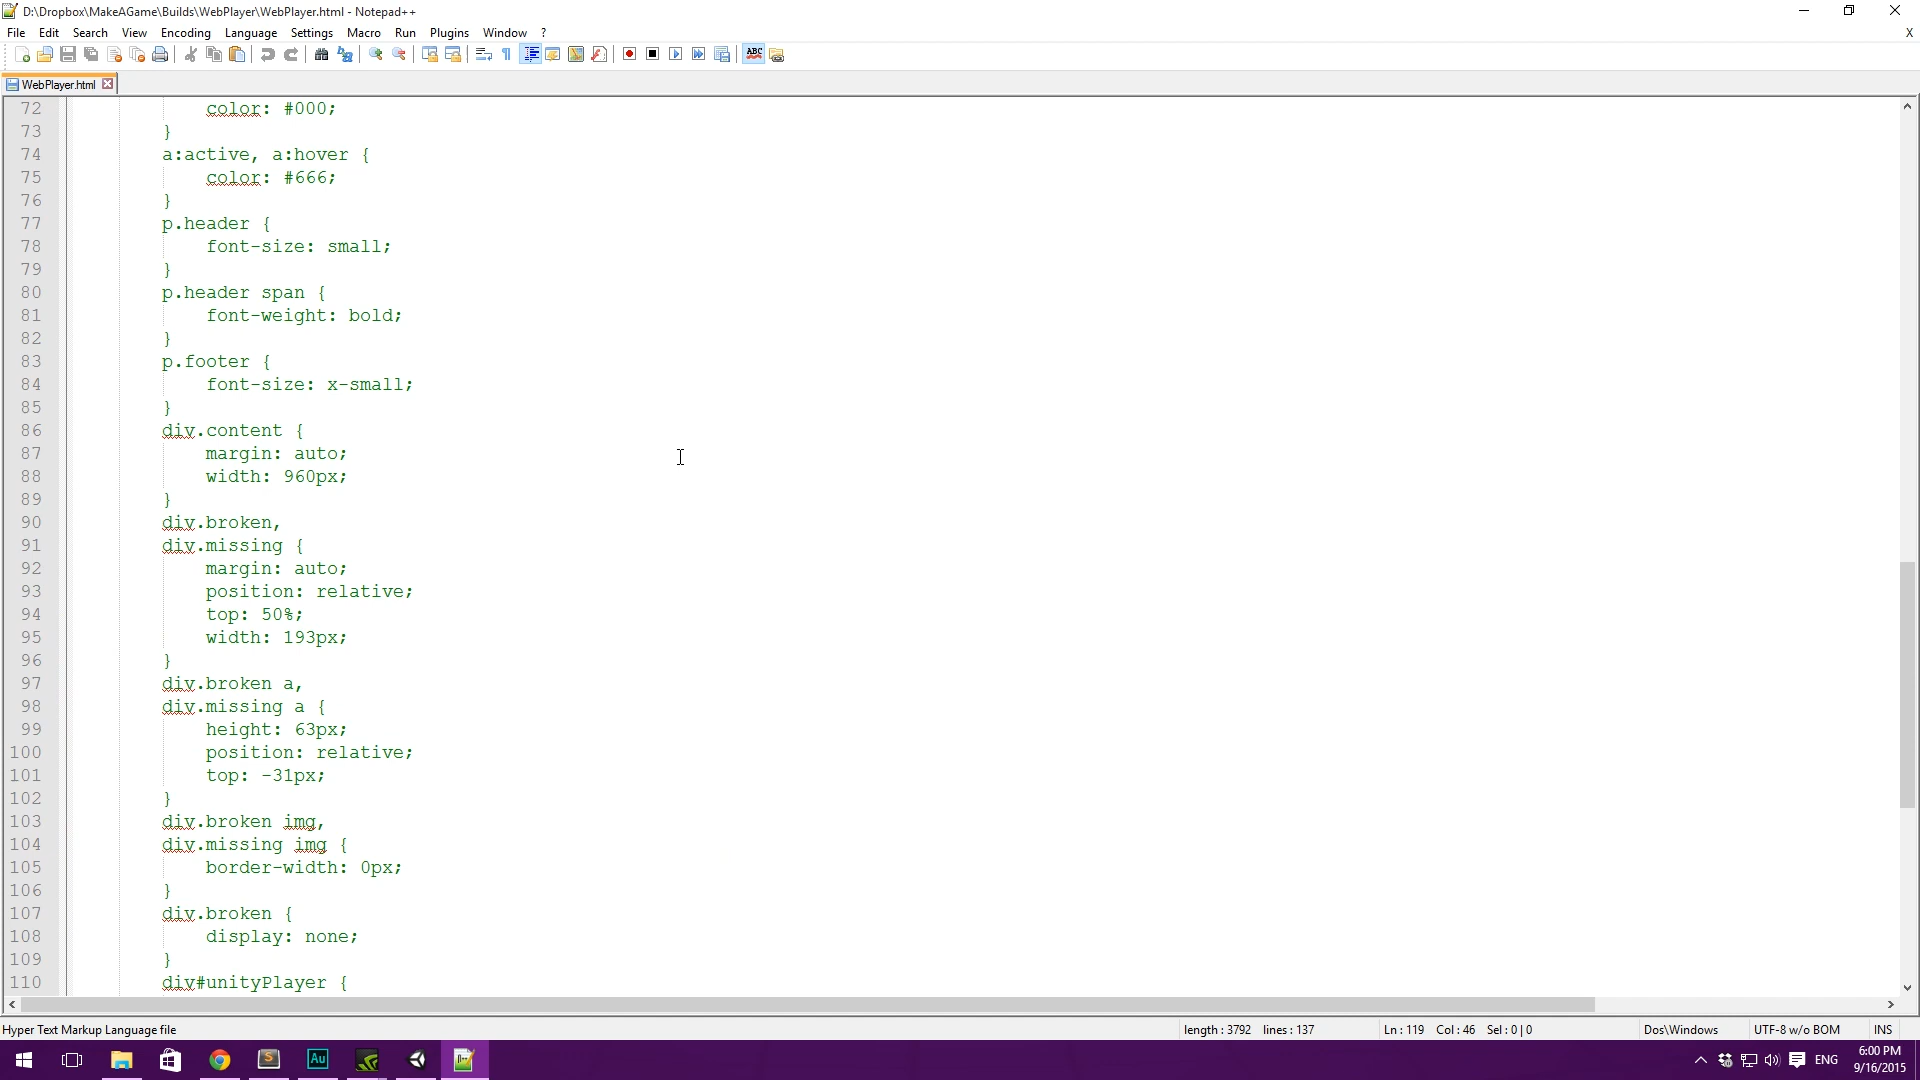 D:\Dropbox\MakeAGame\Builds\WebPlayer\WebPlayer.html - Notepad++
File Edit Search View Encoding Language Settings Macro Run Plugins Window ? X
ABC
WebPlayer.html
72 color: #000;
73 }
74 a:active, a:hover {
75 color: #666;
76 }
77 p.header {
78 font-size: small;
79 }
80 p.header span {
81 font-weight: bold;
82 }
83 p.footer {
84 font-size: x-small;
85 }
86 div.content {
87 margin: auto;
88 width: 960px;
89 }
90 div.broken,
91 div.missing {
92 margin: auto;
93 position: relative;
94 top: 50%;
95 width: 193px;
96 }
97 div.broken a,
98 div.missing a {
99 height: 63px;
100 position: relative;
101 top: -31px;
102 }
103 div.broken img,
104 div.missing img {
105 border-width: 0px;
106 }
107 div.broken {
108 display: none;
109 }
110 div#unityPlayer {
Hyper Text Markup Language file length : 3792 lines : 137 Ln : 119 Col : 46 Sel : 0 | 0 Dos\Windows UTF-8 w/o BOM INS
S Au ENG 6:00 PM
9/16/2015